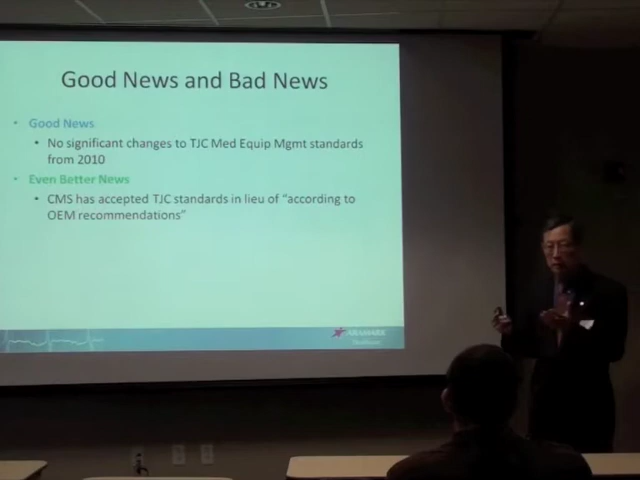 Good News and Bad News
• Good News
• No significant changes to TJC Med Equip Mgmt standards
from 2010
• Even Better News
• CMS has accepted TJC standards in lieu of "according to
OEM recommendations"
ARAMARK